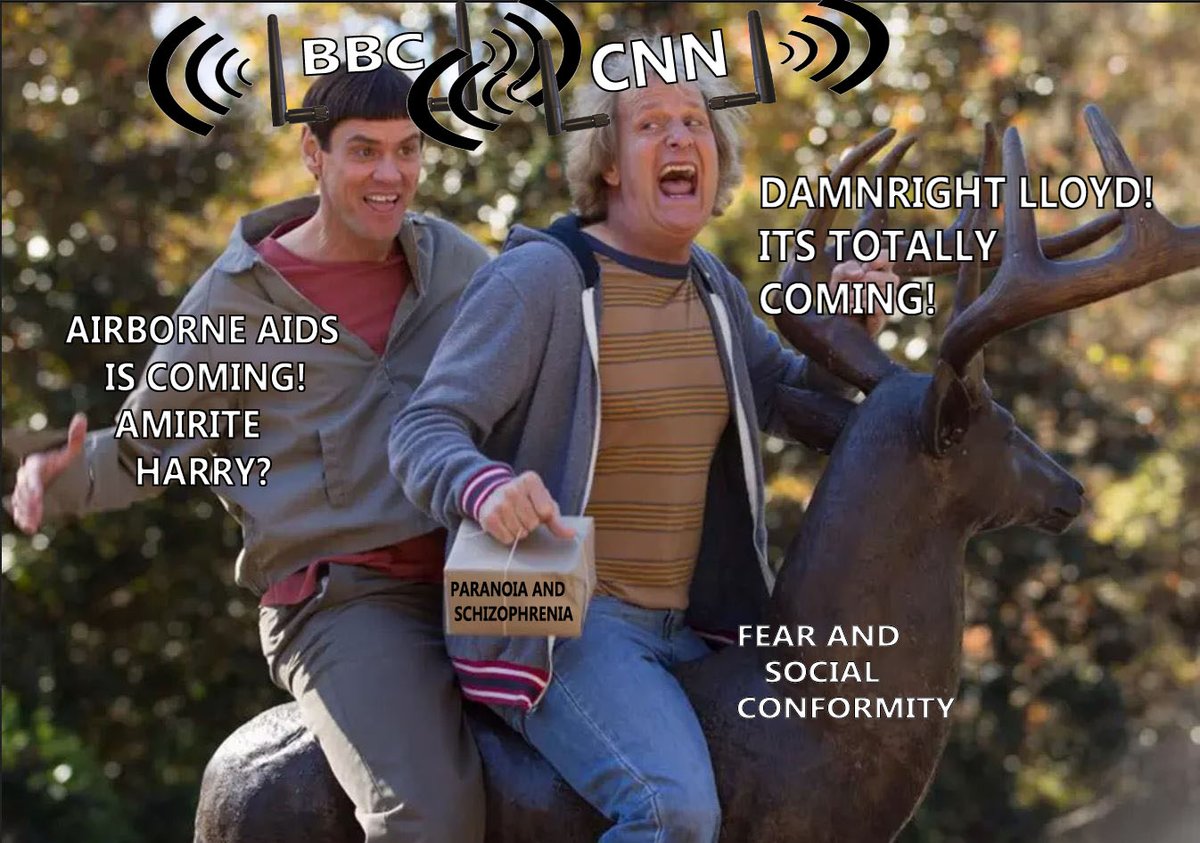 BBC
CNN
DAMNRIGHT LLOYD!
ITS TOTALLY
COMING!
AIRBORNE AIDS
IS COMING!
AMIRITE
HARRY?
PARANOIA AND
SCHIZOPHRENIA
FEAR AND
SOCIAL
CONFORMITY